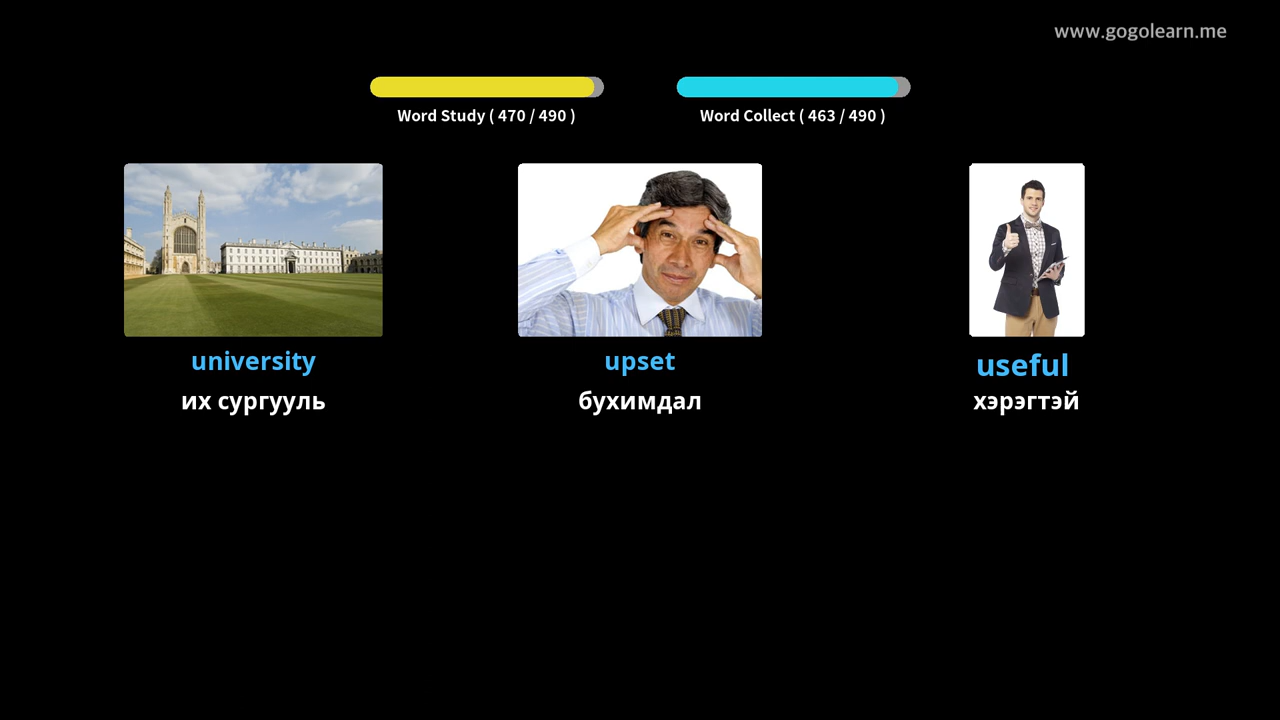 www.gogolearn.me
Word Study ( 470 / 490 )
Word Collect ( 463 / 490 )
university
их сургууль
upset
бухимдал
useful
хэрэгтэй